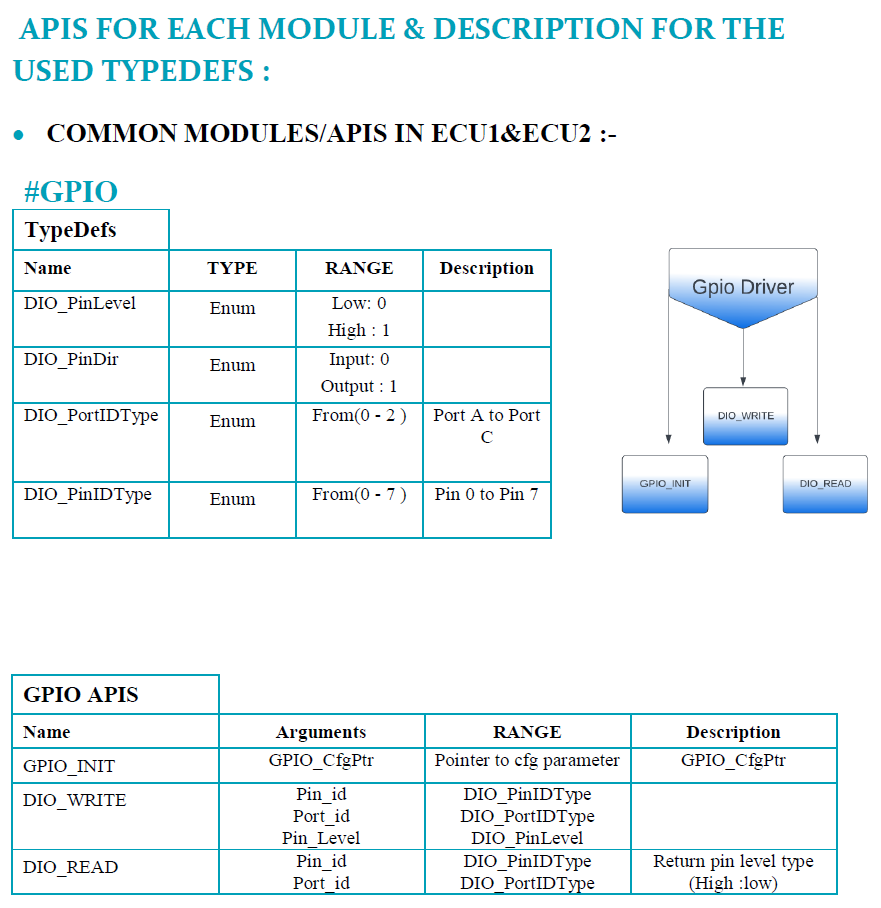 APIS FOR EACH MODULE & DESCRIPTION FOR THE
USED TYPEDEFS :
• COMMON MODULES/APIS IN ECU1&ECU2 :-
#GPIO
TypeDefs
Name TYPE RANGE Description
DIO_PinLevel Enum Low: 0
High : 1
DIO_PinDir Enum Input: 0
Output : 1
DIO_PortIDType Enum From(0 - 2 ) Port A to Port
C
DIO_PinIDType Enum From(0 - 7 ) Pin 0 to Pin 7
Gpio Driver
DIO_WRITE
GPIO_INIT
DIO_READ
GPIO APIS
Name Arguments RANGE Description
GPIO_INIT GPIO_CfgPtr Pointer to cfg parameter GPIO_CfgPtr
DIO_WRITE Pin_id DIO_PinIDType
Port_id DIO_PortIDType
Pin_Level DIO_PinLevel
DIO_READ Pin_id DIO_PinIDType Return pin level type
Port_id DIO_PortIDType (High :low)